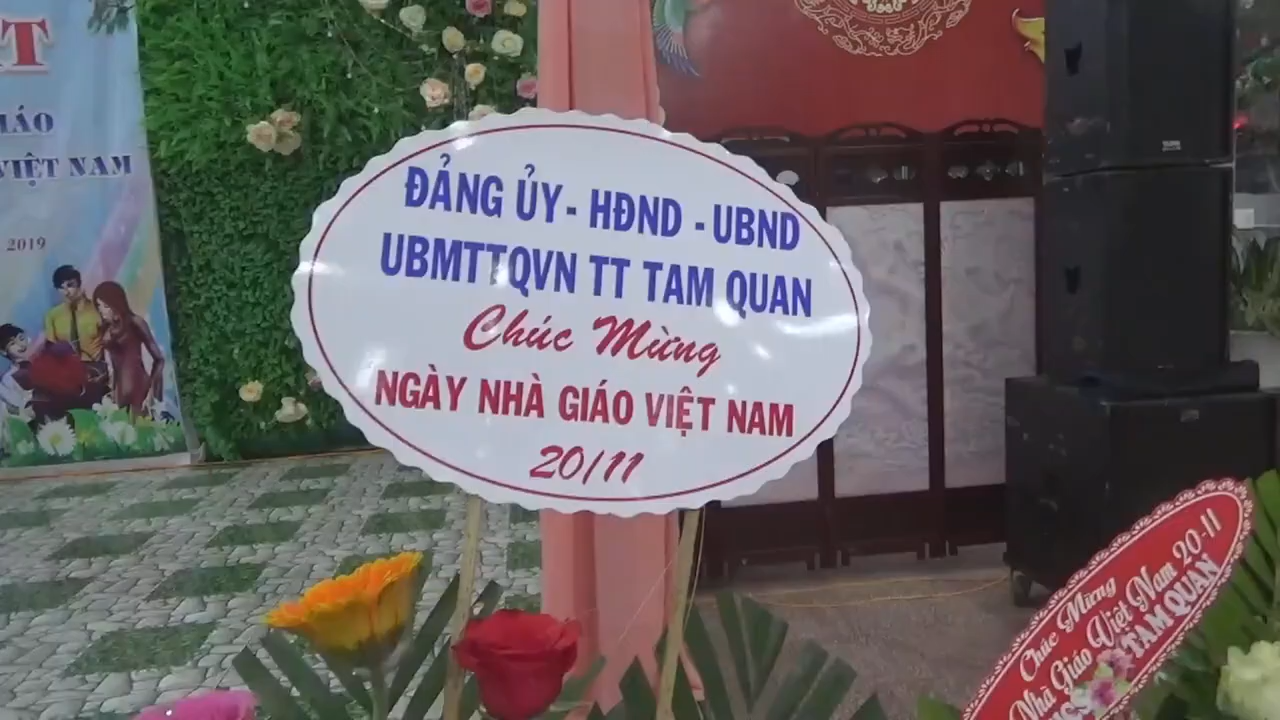 ĐẢNG ỦY - HĐND - UBND
UBMTTQVN TT TAM QUAN
Chúc Mừng
NGÀY NHÀ GIÁO VIỆT NAM
20/11
VIỆT NAM
2019
Chúc Mừng
Nhà Giáo Việt Nam 20-11
TAM QUAN